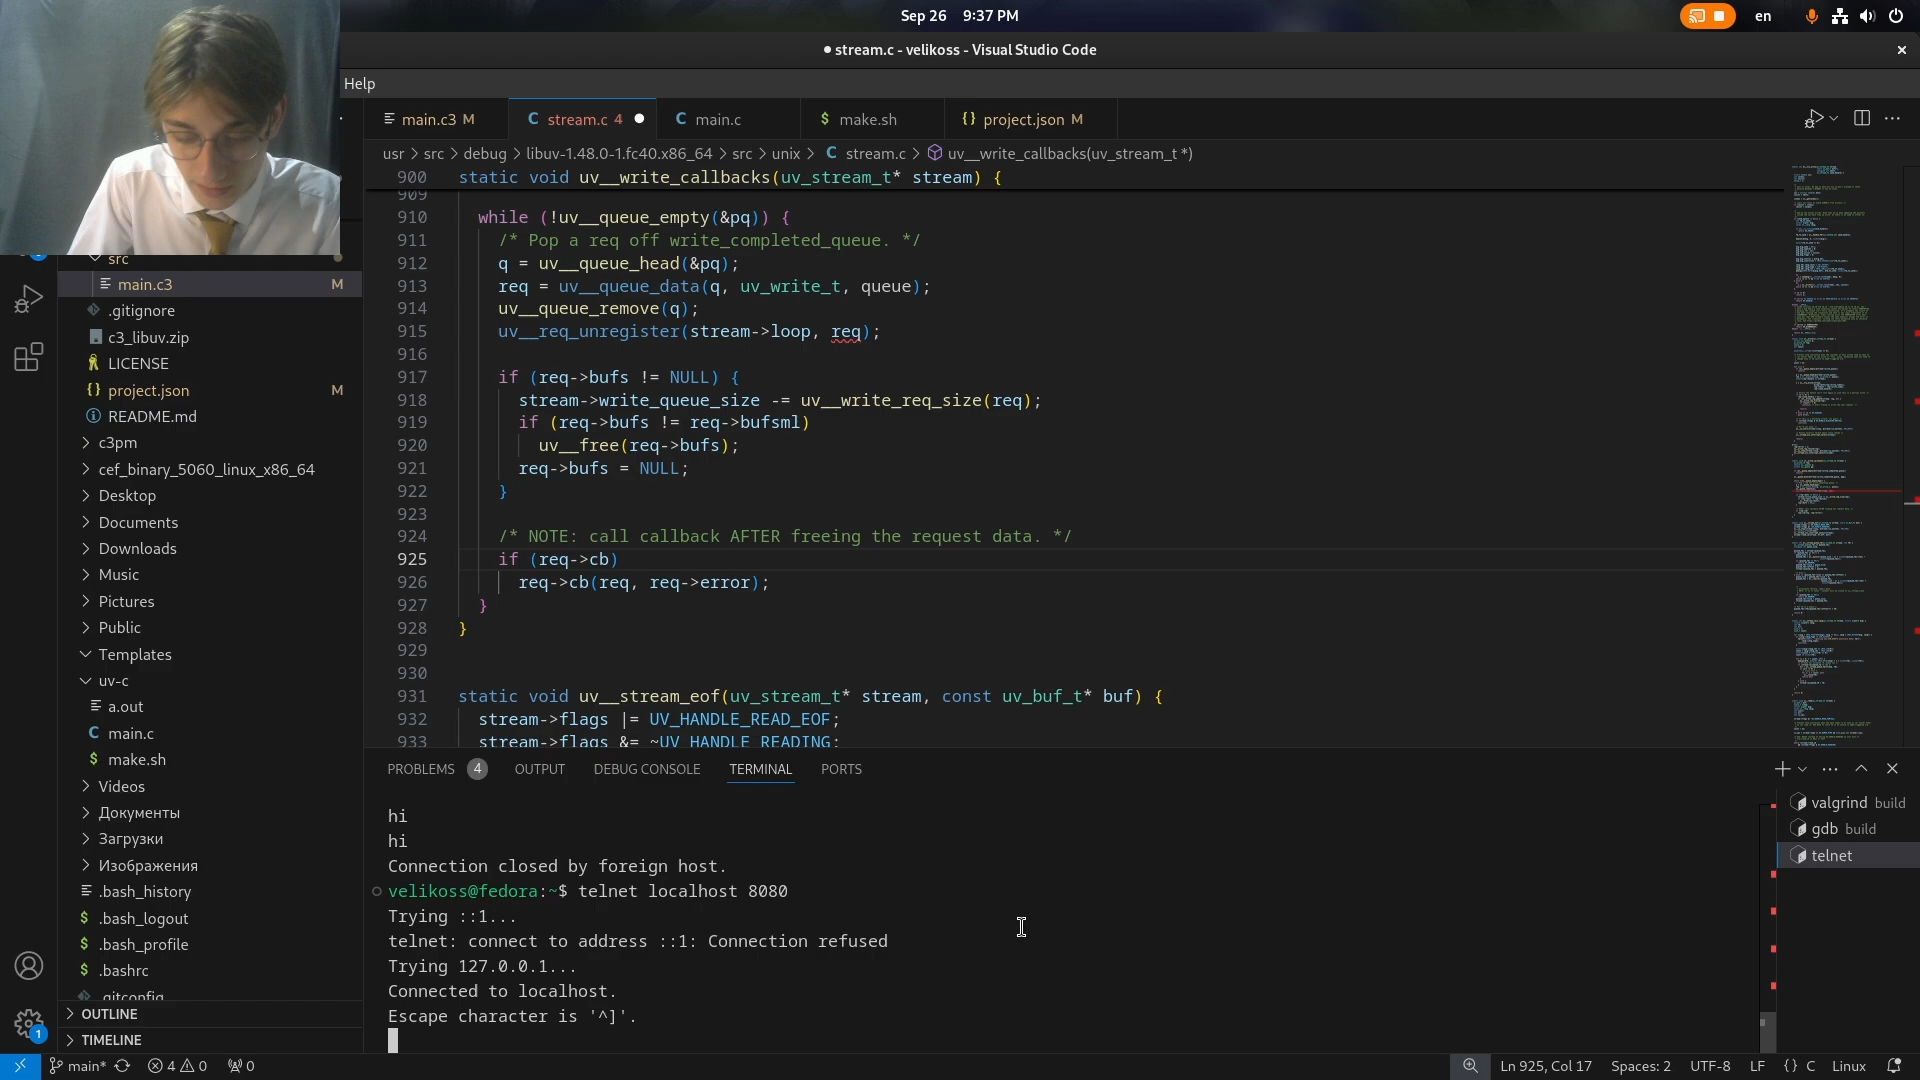 Sep 26 9:37 PM
en
stream.c - velikoss - Visual Studio Code
Help
main.c3 M
stream.c 4
main.c
make.sh
project.json M
usr > src > debug > libuv-1.48.0-1.fc40.x86_64 > src > unix > C stream.c > uv__write_callbacks(uv_stream_t *)
900 static void uv__write_callbacks(uv_stream_t* stream) {
909
910 while (!uv__queue_empty(&pq)) {
911 /* Pop a req off write_completed_queue. */
912 q = uv__queue_head(&pq);
913 req = uv__queue_data(q, uv_write_t, queue);
914 uv__queue_remove(q);
915 uv__req_unregister(stream->loop, req);
916
917 if (req->bufs != NULL) {
918 stream->write_queue_size -= uv__write_req_size(req);
919 if (req->bufs != req->bufsml)
920 uv__free(req->bufs);
921 req->bufs = NULL;
922 }
923
924 /* NOTE: call callback AFTER freeing the request data. */
925 if (req->cb)
926 req->cb(req, req->error);
927 }
928 }
929
930
931 static void uv__stream_eof(uv_stream_t* stream, const uv_buf_t* buf) {
932 stream->flags |= UV_HANDLE_READ_EOF;
933 stream->flags &= ~UV_HANDLE_READING;
src
main.c3 M
.gitignore
c3_libuv.zip
LICENSE
project.json M
README.md
c3pm
cef_binary_5060_linux_x86_64
Desktop
Documents
Downloads
Music
Pictures
Public
Templates
uv-c
a.out
main.c
make.sh
Videos
Документы
Загрузки
Изображения
.bash_history
.bash_logout
.bash_profile
.bashrc
.gitconfig
OUTLINE
TIMELINE
PROBLEMS 4 OUTPUT DEBUG CONSOLE TERMINAL PORTS
hi
hi
Connection closed by foreign host.
velikoss@fedora:~$ telnet localhost 8080
Trying ::1...
telnet: connect to address ::1: Connection refused
Trying 127.0.0.1...
Connected to localhost.
Escape character is '^]'.
valgrind build
gdb build
telnet
1
main* 4 0 0
Ln 925, Col 17 Spaces: 2 UTF-8 LF {} C Linux